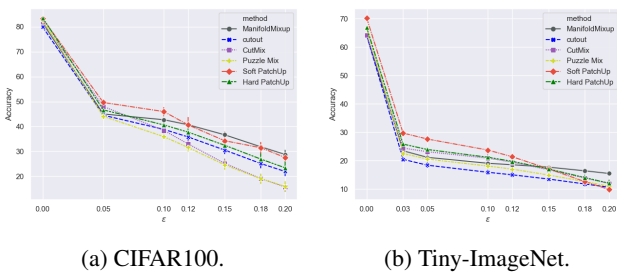 method
ManifoldMixup
cutout
CutMix
Puzzle Mix
Soft PatchUp
Hard PatchUp
Accuracy
80
70
60
50
40
30
20
0.00
0.05
0.10
0.12
0.15
0.18
0.20
ε
(a) CIFAR100.
method
ManifoldMixup
cutout
CutMix
Puzzle Mix
Soft PatchUp
Hard PatchUp
Accuracy
70
60
50
40
30
20
10
0.00
0.03
0.05
0.10
0.12
0.15
0.18
0.20
ε
(b) Tiny-ImageNet.